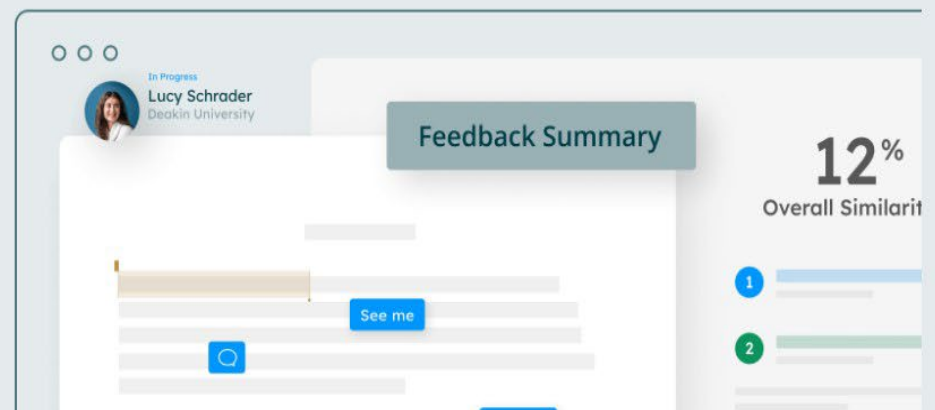 In Progress
Lucy Schrader
Deakin University
Feedback Summary
12%
Overall Similarit
1
See me
2